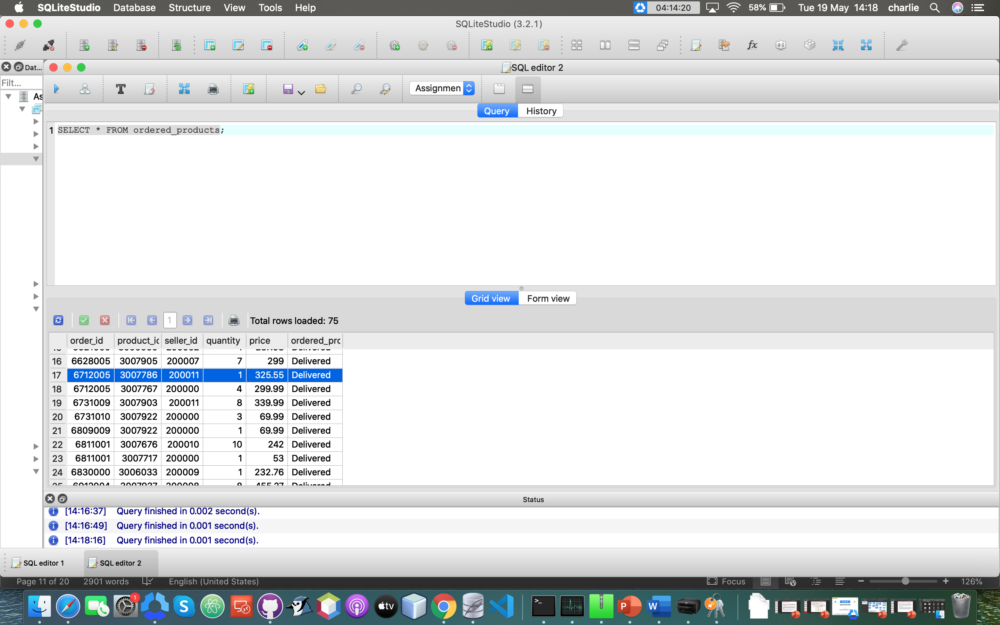 SQLiteStudio Database Structure View Tools Help 04:14:20 58% Tue 19 May 14:18 charlie
SQLiteStudio (3.2.1)
fx a·z
Dat... SQL editor 2
Filt...
T Assignmen
As
Query History
1 SELECT * FROM ordered_products;
Grid view Form view
1 Total rows loaded: 75
order_id product_id seller_id quantity price ordered_pro
16 6628005 3007905 200007 7 299 Delivered
17 6712005 3007786 200011 1 325.55 Delivered
18 6712005 3007767 200000 4 299.99 Delivered
19 6731009 3007903 200011 8 339.99 Delivered
20 6731010 3007922 200000 3 69.99 Delivered
21 6809009 3007922 200000 1 69.99 Delivered
22 6811001 3007676 200010 10 242 Delivered
23 6811001 3007717 200000 1 53 Delivered
24 6830000 3006033 200009 1 232.76 Delivered
Status
[14:16:37] Query finished in 0.002 second(s).
[14:16:49] Query finished in 0.001 second(s).
[14:18:16] Query finished in 0.001 second(s).
SQL editor 1 SQL editor 2
Page 11 of 20 2901 words English (United States) Focus 126%
1 S tv >_ P W